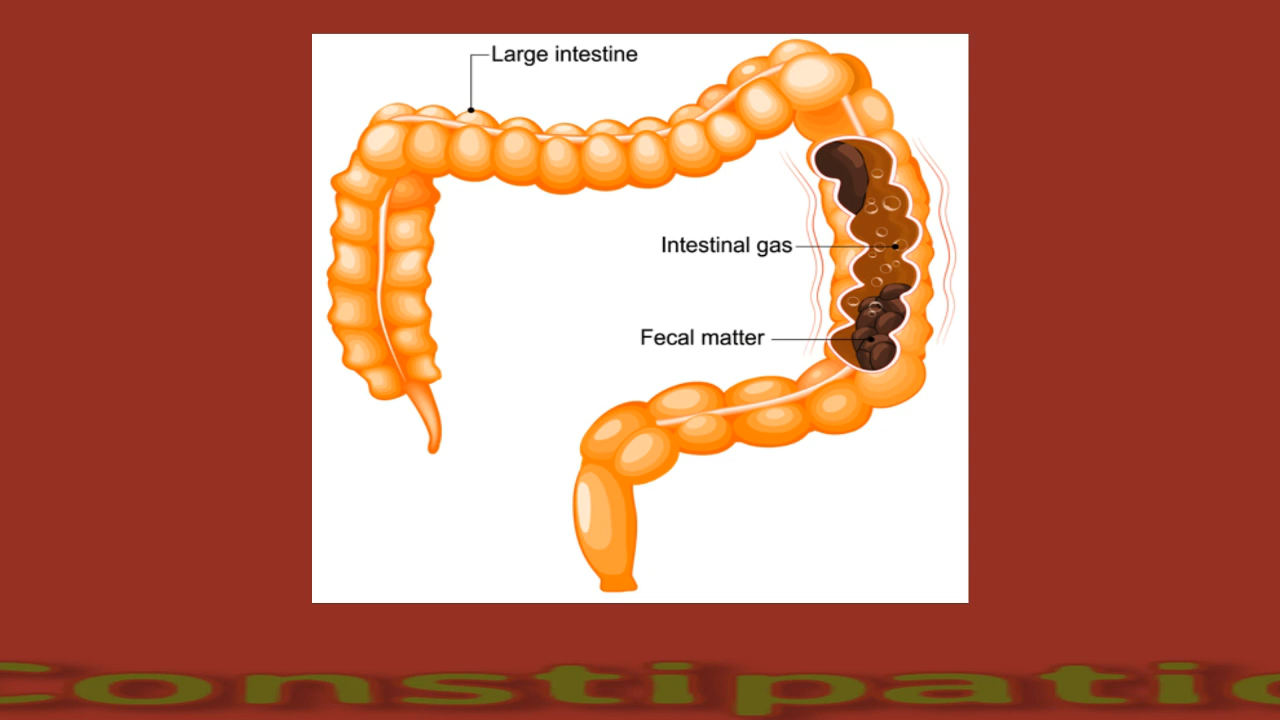 Large intestine
Intestinal gas
Fecal matter
Constipatio